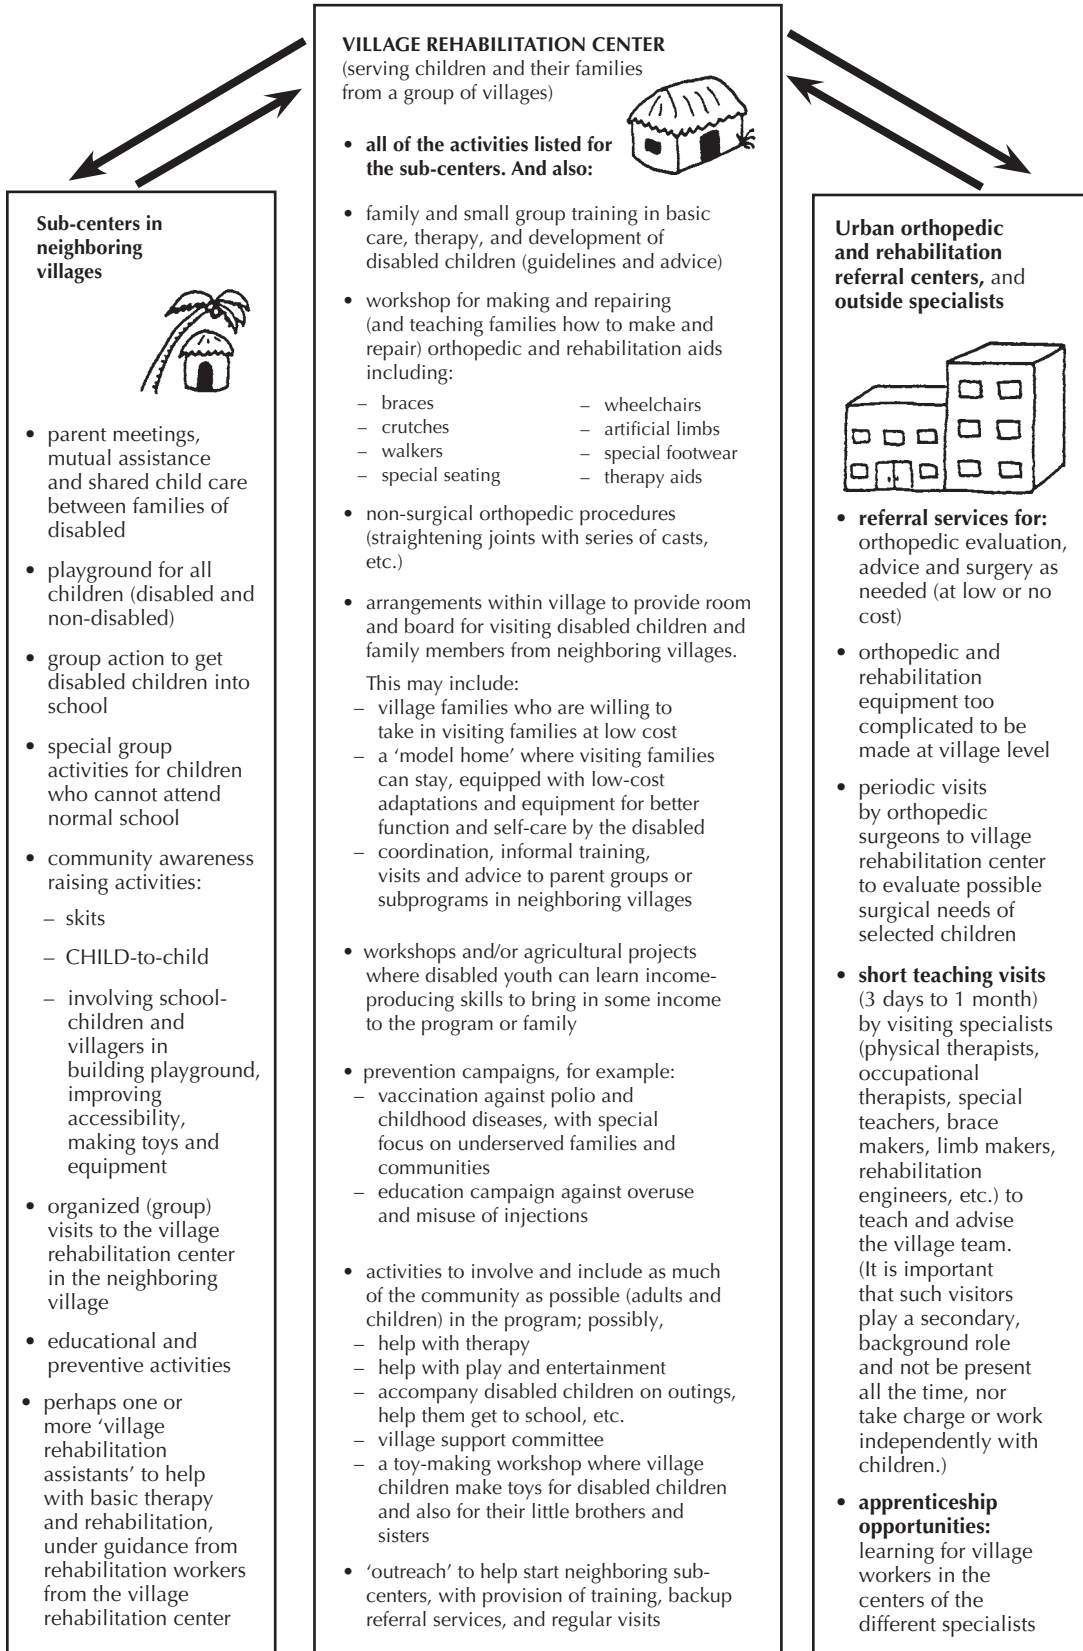 VILLAGE REHABILITATION CENTER
(serving children and their families
from a group of villages)
• all of the activities listed for
the sub-centers. And also:
• family and small group training in basic
care, therapy, and development of
disabled children (guidelines and advice)
• workshop for making and repairing
(and teaching families how to make and
repair) orthopedic and rehabilitation aids
including:
– braces
– crutches
– walkers
– special seating
– wheelchairs
– artificial limbs
– special footwear
– therapy aids
• non-surgical orthopedic procedures
(straightening joints with series of casts,
etc.)
• arrangements within village to provide room
and board for visiting disabled children and
family members from neighboring villages.
This may include:
– village families who are willing to
take in visiting families at low cost
– a ‘model home’ where visiting families
can stay, equipped with low-cost
adaptations and equipment for better
function and self-care by the disabled
– coordination, informal training,
visits and advice to parent groups or
subprograms in neighboring villages
• workshops and/or agricultural projects
where disabled youth can learn income-
producing skills to bring in some income
to the program or family
• prevention campaigns, for example:
– vaccination against polio and
childhood diseases, with special
focus on underserved families and
communities
– education campaign against overuse
and misuse of injections
• activities to involve and include as much
of the community as possible (adults and
children) in the program; possibly,
– help with therapy
– help with play and entertainment
– accompany disabled children on outings,
help them get to school, etc.
– village support committee
– a toy-making workshop where village
children make toys for disabled children
and also for their little brothers and
sisters
• ‘outreach’ to help start neighboring sub-
centers, with provision of training, backup
referral services, and regular visits
Sub-centers in
neighboring
villages
• parent meetings,
mutual assistance
and shared child care
between families of
disabled
• playground for all
children (disabled and
non-disabled)
• group action to get
disabled children into
school
• special group
activities for children
who cannot attend
normal school
• community awareness
raising activities:
– skits
– CHILD-to-child
– involving school-
children and
villagers in
building playground,
improving
accessibility,
making toys and
equipment
• organized (group)
visits to the village
rehabilitation center
in the neighboring
village
• educational and
preventive activities
• perhaps one or
more ‘village
rehabilitation
assistants’ to help
with basic therapy
and rehabilitation,
under guidance from
rehabilitation workers
from the village
rehabilitation center
Urban orthopedic
and rehabilitation
referral centers, and
outside specialists
• referral services for:
orthopedic evaluation,
advice and surgery as
needed (at low or no
cost)
• orthopedic and
rehabilitation
equipment too
complicated to be
made at village level
• periodic visits
by orthopedic
surgeons to village
rehabilitation center
to evaluate possible
surgical needs of
selected children
• short teaching visits
(3 days to 1 month)
by visiting specialists
(physical therapists,
occupational
therapists, special
teachers, brace
makers, limb makers,
rehabilitation
engineers, etc.) to
teach and advise
the village team.
(It is important
that such visitors
play a secondary,
background role
and not be present
all the time, nor
take charge or work
independently with
children.)
• apprenticeship
opportunities:
learning for village
workers in the
centers of the
different specialists